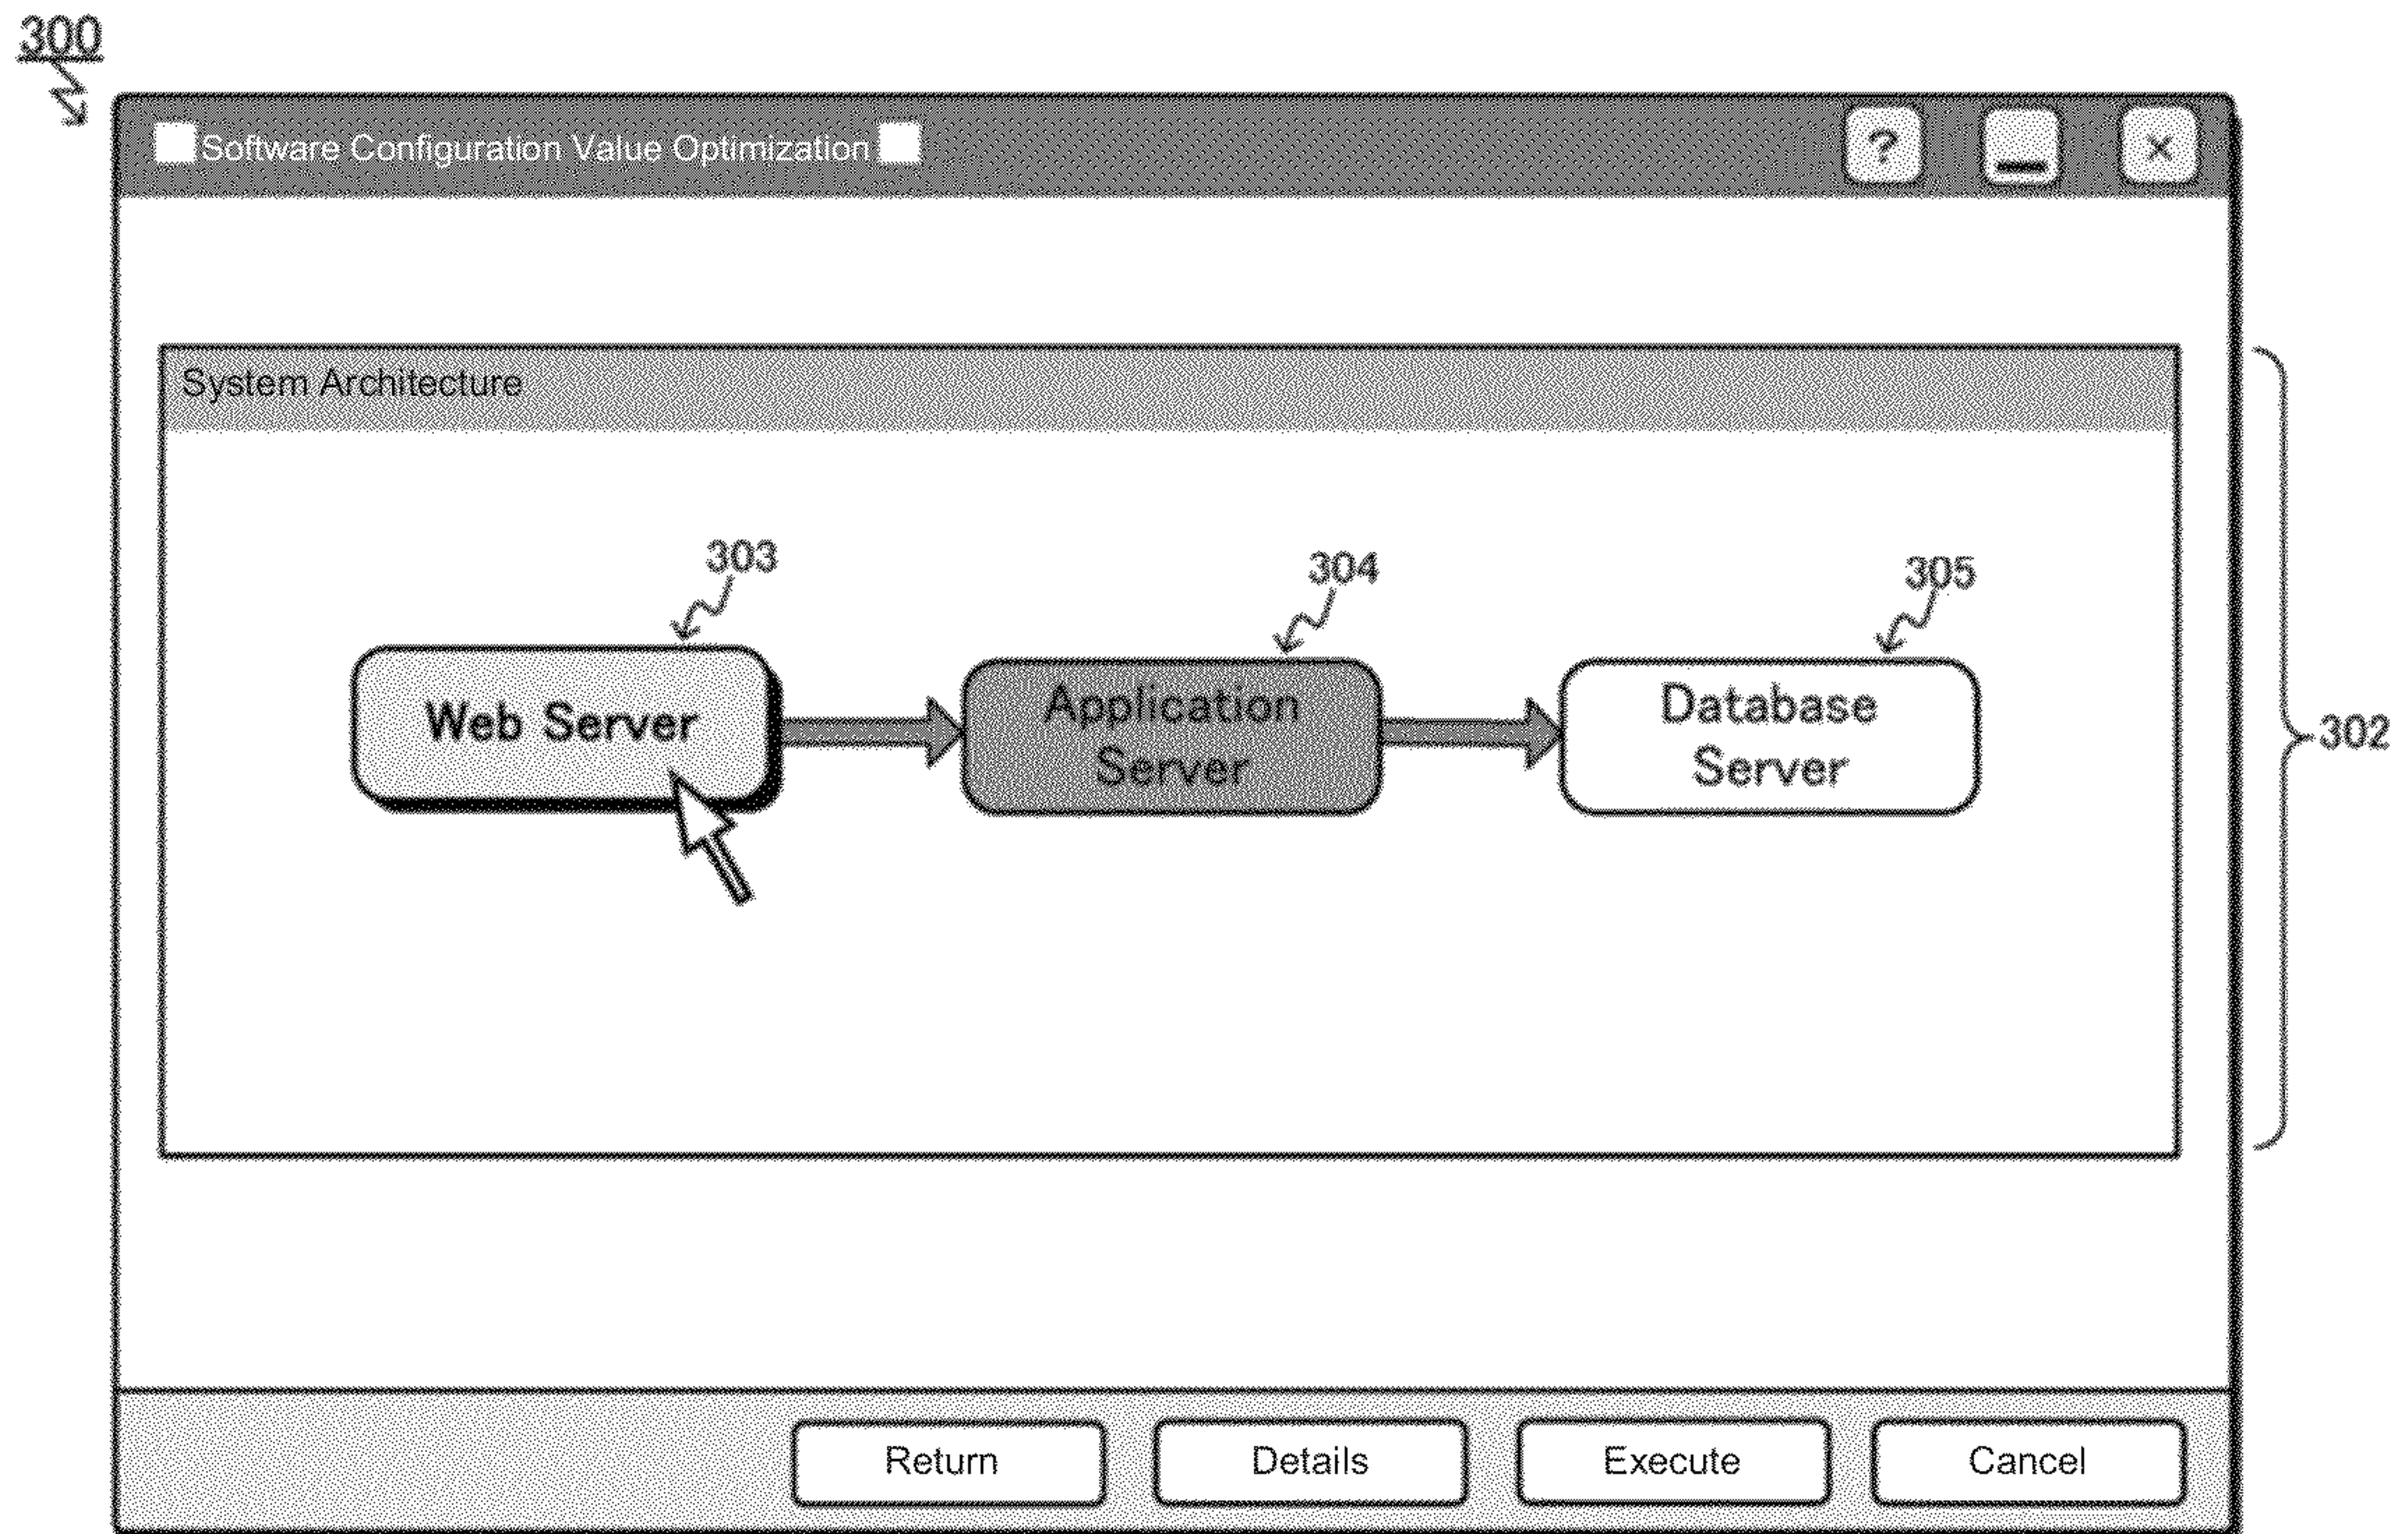 300
Software Configuration Value Optimization
?
×
System Architecture
303
304
305
Web Server
Application
Server
Database
Server
302
Return
Details
Execute
Cancel